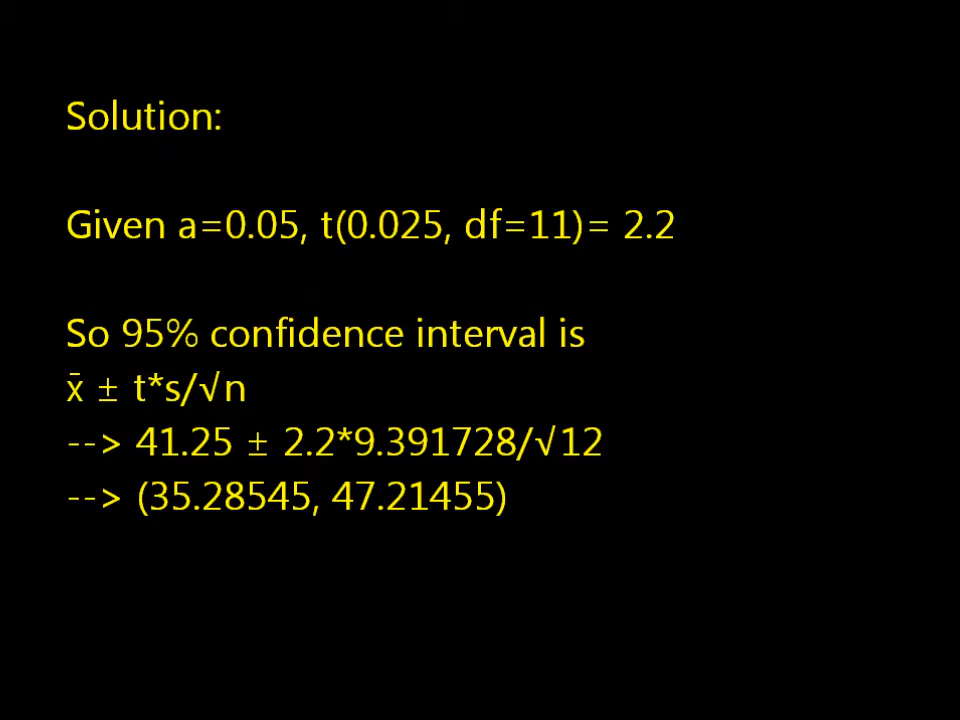 Solution:
Given a=0.05, t(0.025, df=11)= 2.2
So 95% confidence interval is
x̄ ± t*s/√n
--> 41.25 ± 2.2*9.391728/√12
--> (35.28545, 47.21455)